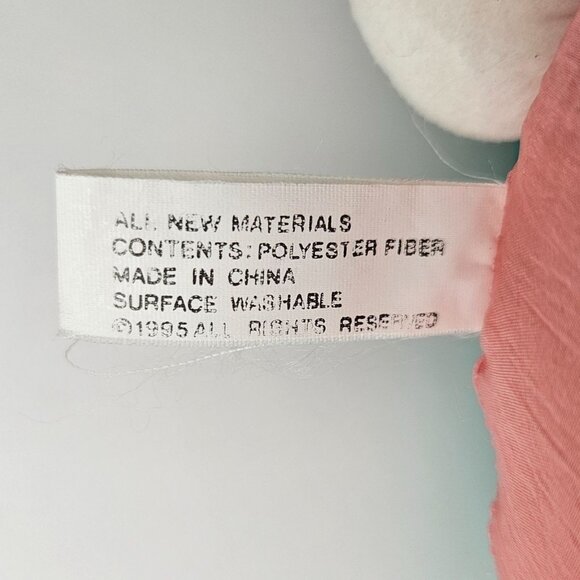 ALL NEW MATERIALS
CONTENTS: POLYESTER FIBER
MADE IN CHINA
SURFACE WASHABLE
©1995 ALL RIGHTS RESERVED